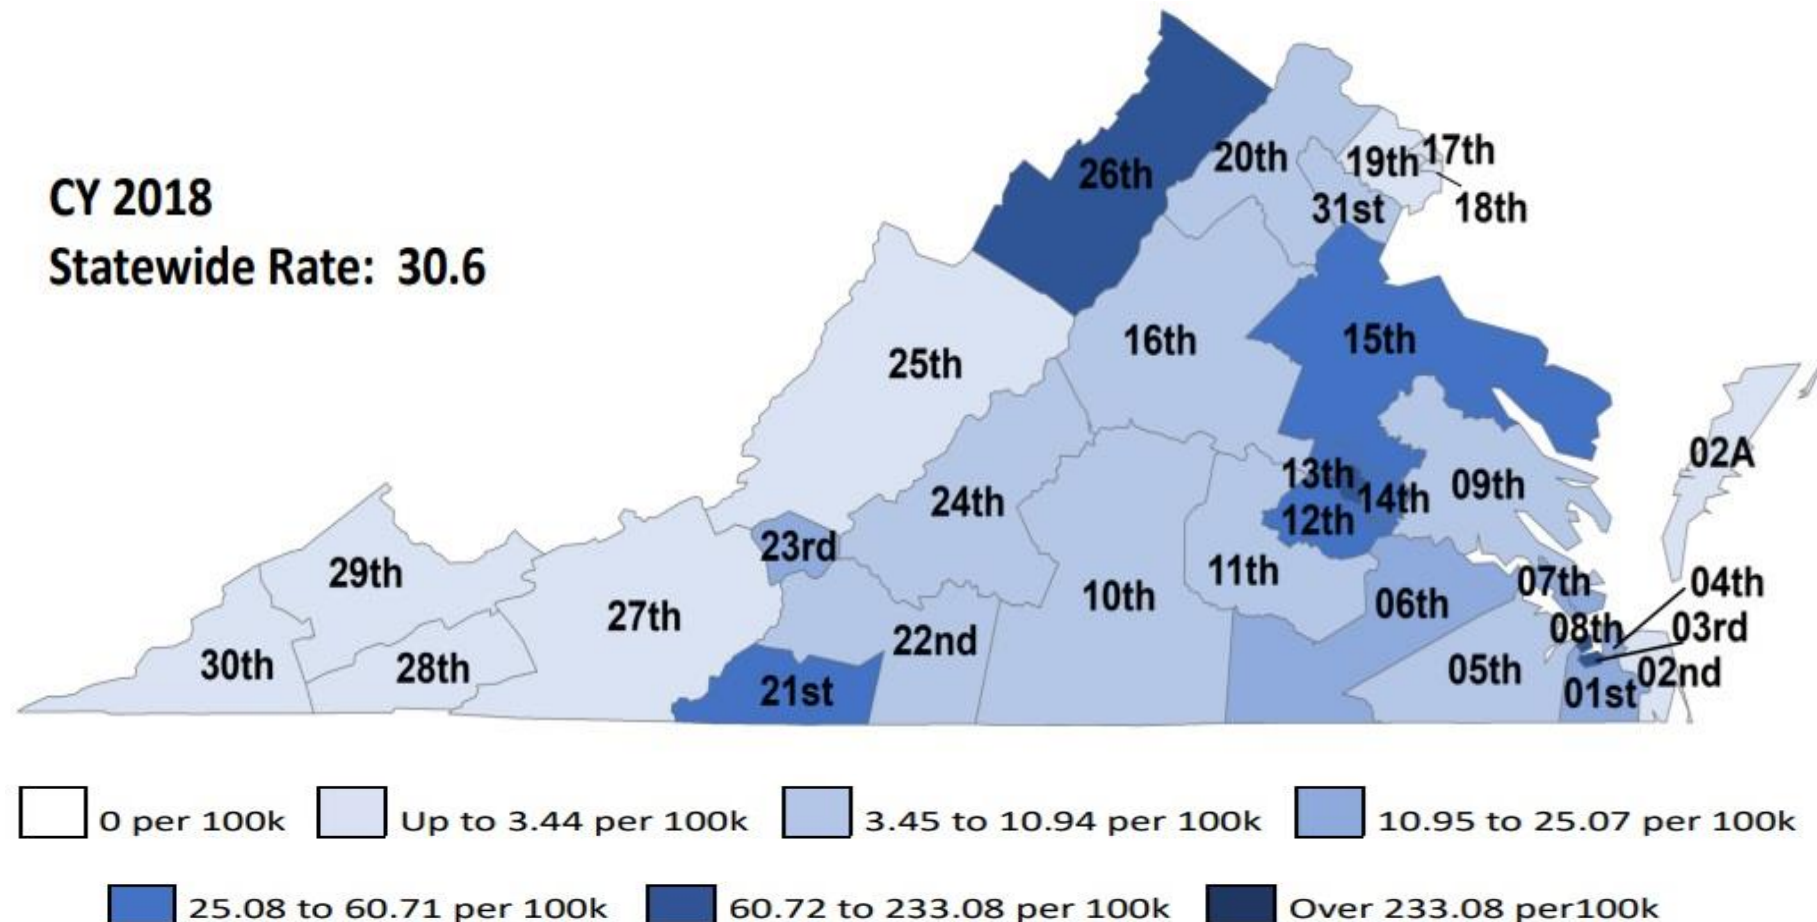 CY 2018
Statewide Rate:  30.6
26th
20th
19th
17th
18th
31st
25th
16th
15th
02A
24th
13th
14th
12th
09th
23rd
29th
27th
10th
11th
06th
07th
04th
08th
03rd
30th
28th
22nd
21st
05th
01st
02nd
0 per 100k
Up to 3.44 per 100k
3.45 to 10.94 per 100k
10.95 to 25.07 per 100k
25.08 to 60.71 per 100k
60.72 to 233.08 per 100k
Over 233.08 per100k